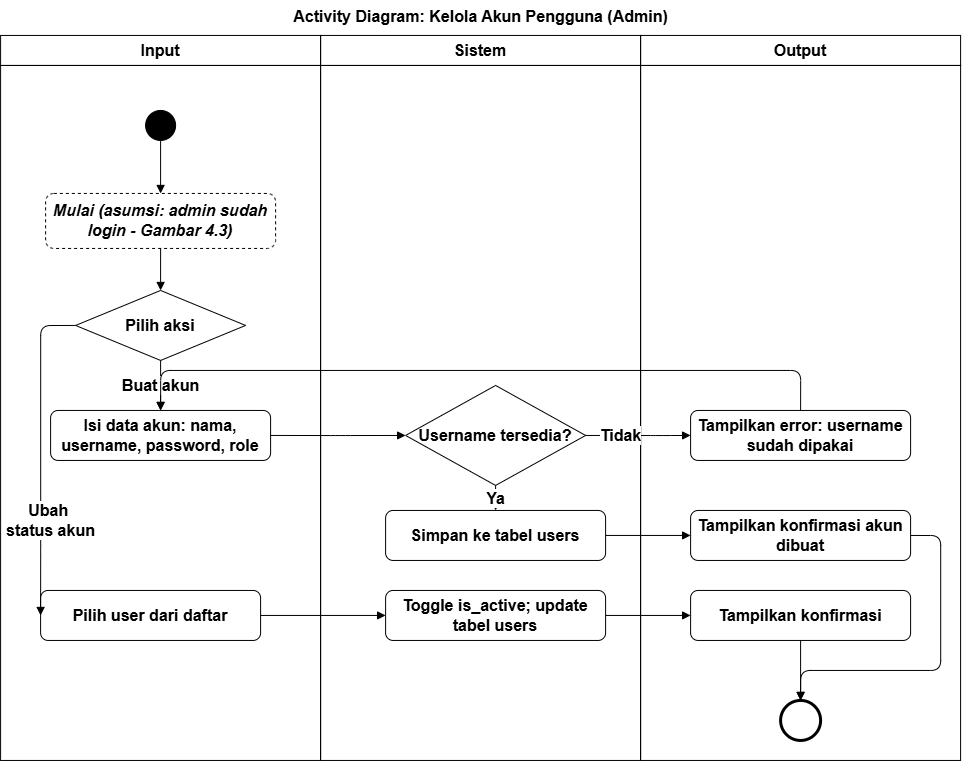 Activity Diagram: Kelola Akun Pengguna (Admin)
Input
Sistem
Output
Mulai (asumsi: admin sudah
login - Gambar 4.3)
Pilih aksi
Buat akun
Isi data akun: nama,
username, password, role
Username tersedia?
Tidak
Tampilkan error: username
sudah dipakai
Ya
Ubah
status akun
Simpan ke tabel users
Tampilkan konfirmasi akun
dibuat
Pilih user dari daftar
Toggle is_active; update
tabel users
Tampilkan konfirmasi